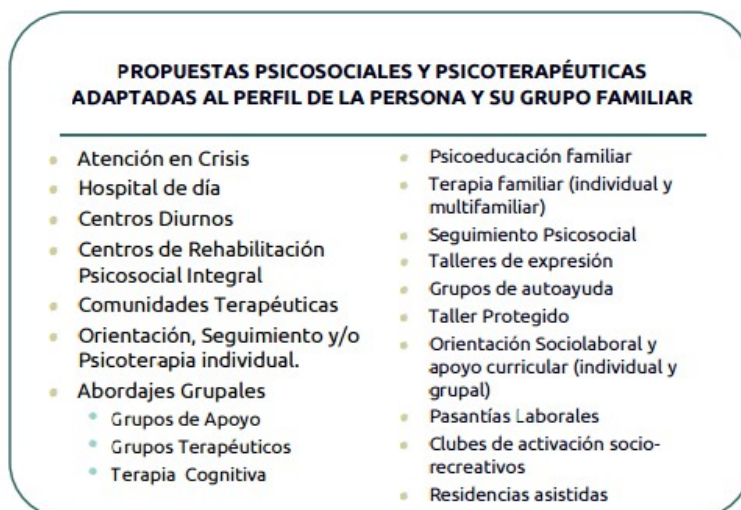 PROPUESTAS PSICOSOCIALES Y PSICOTERAPÉUTICAS
ADAPTADAS AL PERFIL DE LA PERSONA Y SU GRUPO FAMILIAR
Atención en Crisis
Hospital de día
Centros Diurnos
Centros de Rehabilitación
Psicosocial Integral
Comunidades Terapéuticas
Orientación, Seguimiento y/o
Psicoterapia individual.
Abordajes Grupales
Grupos de Apoyo
Grupos Terapéuticos
Terapia Cognitiva
Psicoeducación familiar
Terapia familiar (individual y
multifamiliar)
Seguimiento Psicosocial
Talleres de expresión
Grupos de autoayuda
Taller Protegido
Orientación Sociolaboral y
apoyo curricular (individual y
grupal)
Pasantías Laborales
Clubes de activación socio-
recreativos
Residencias asistidas